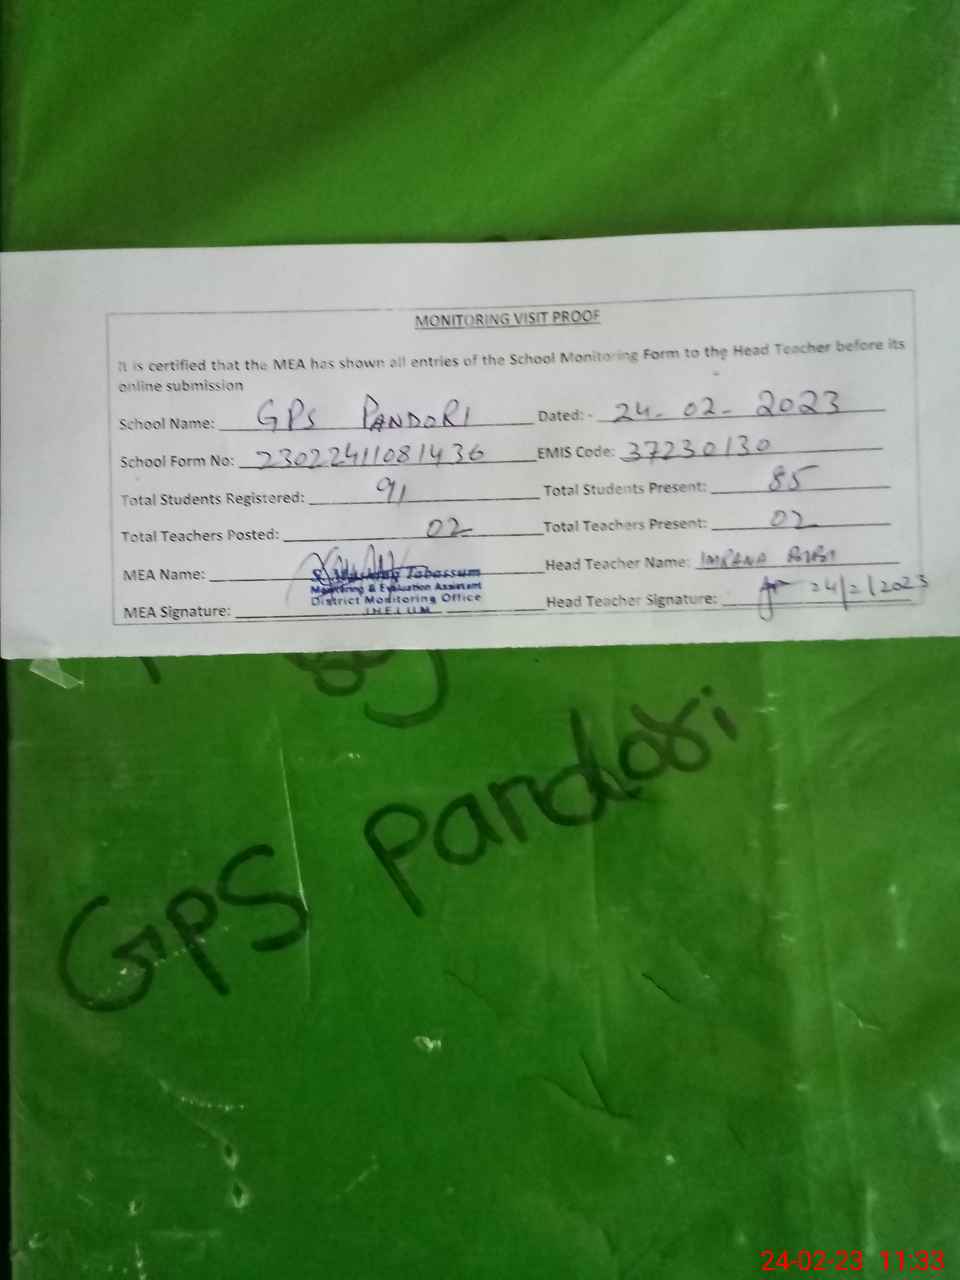 MONITORING VISIT PROOF
It is certified that the MEA has shown all entries of the School Monitoring Form to the Head Teacher before its
online submission
School Name: GPS PANDORI Dated:- 24-02-2023
School Form No: 23022411081436 EMIS Code: 37230130
Total Students Registered: 91 Total Students Present: 85
Total Teachers Posted: 02 Total Teachers Present: 02
MEA Name: Tabassum Head Teacher Name: IMRANA
Monitoring & Evaluation Assistant
District Monitoring Office
MEA Signature: JHELUM Head Teacher Signature: 24/2/2023
GPS Pandori
24-02-23 11:33